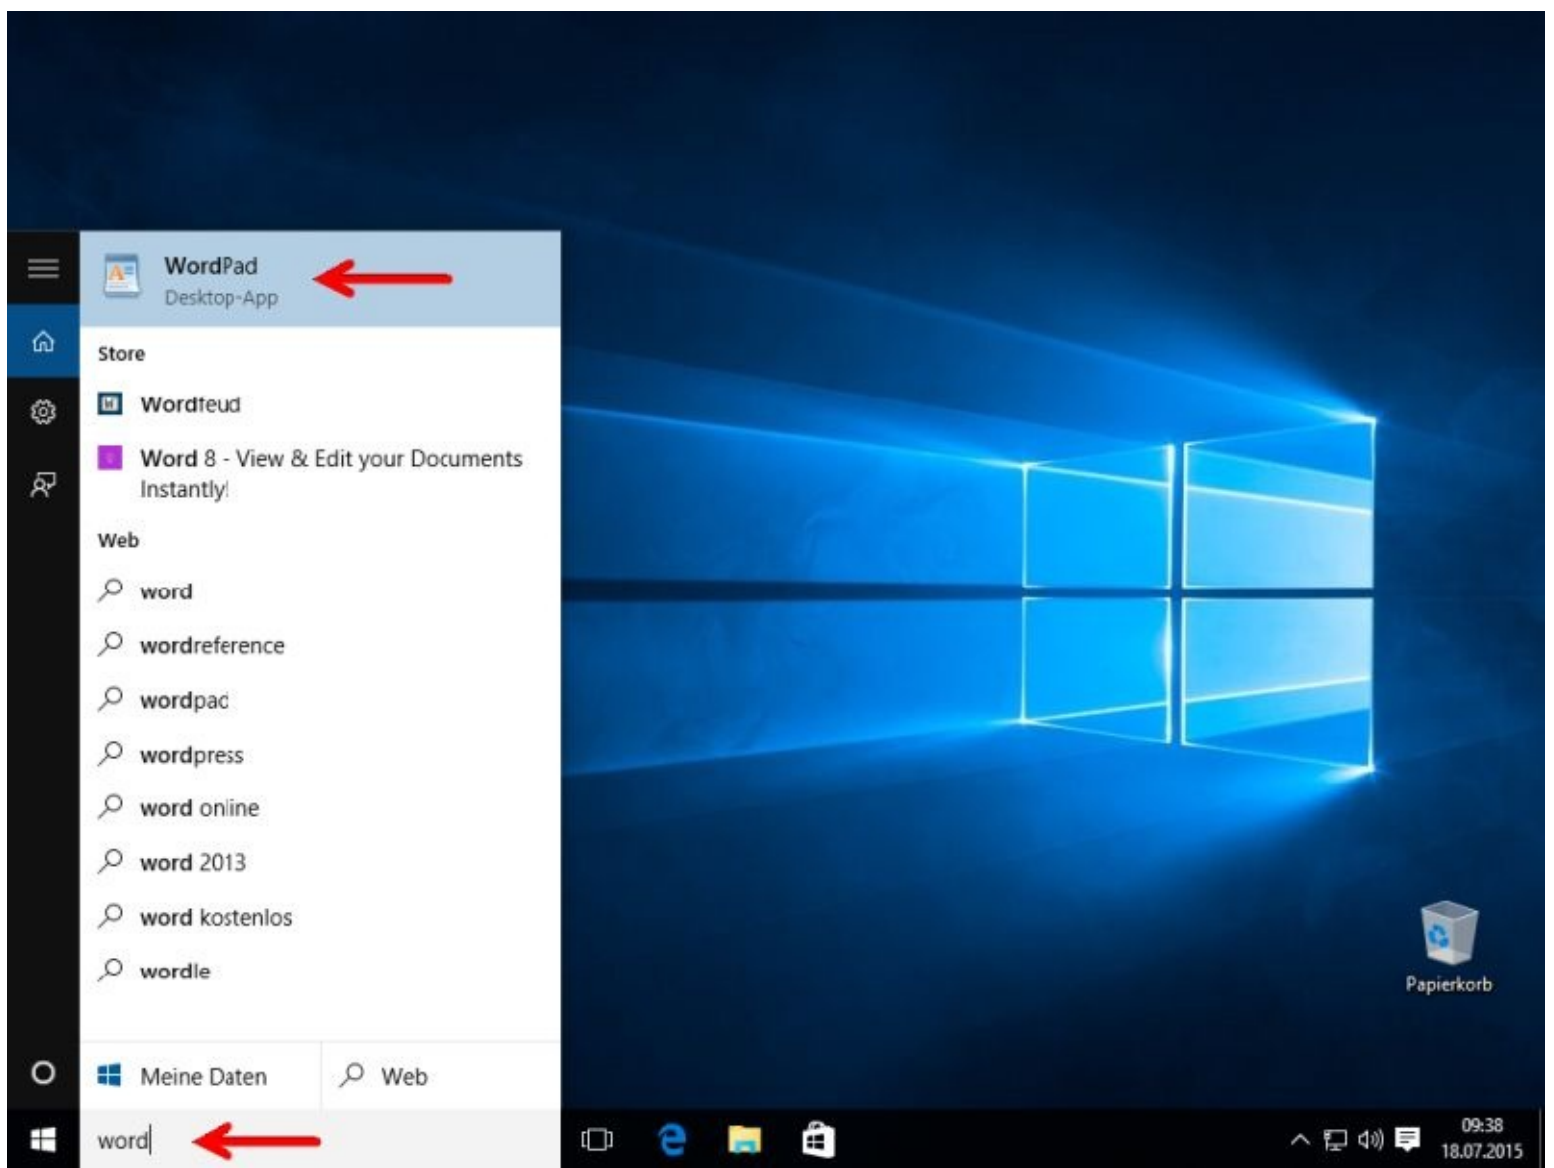 WordPad
Desktop-App
Store
Wordfeud
Word 8 - View & Edit your Documents
Instantly!
Web
word
wordreference
wordpad
wordpress
word online
word 2013
word kostenlos
wordle
Meine Daten
Web
word
Papierkorb
09:38
18.07.2015